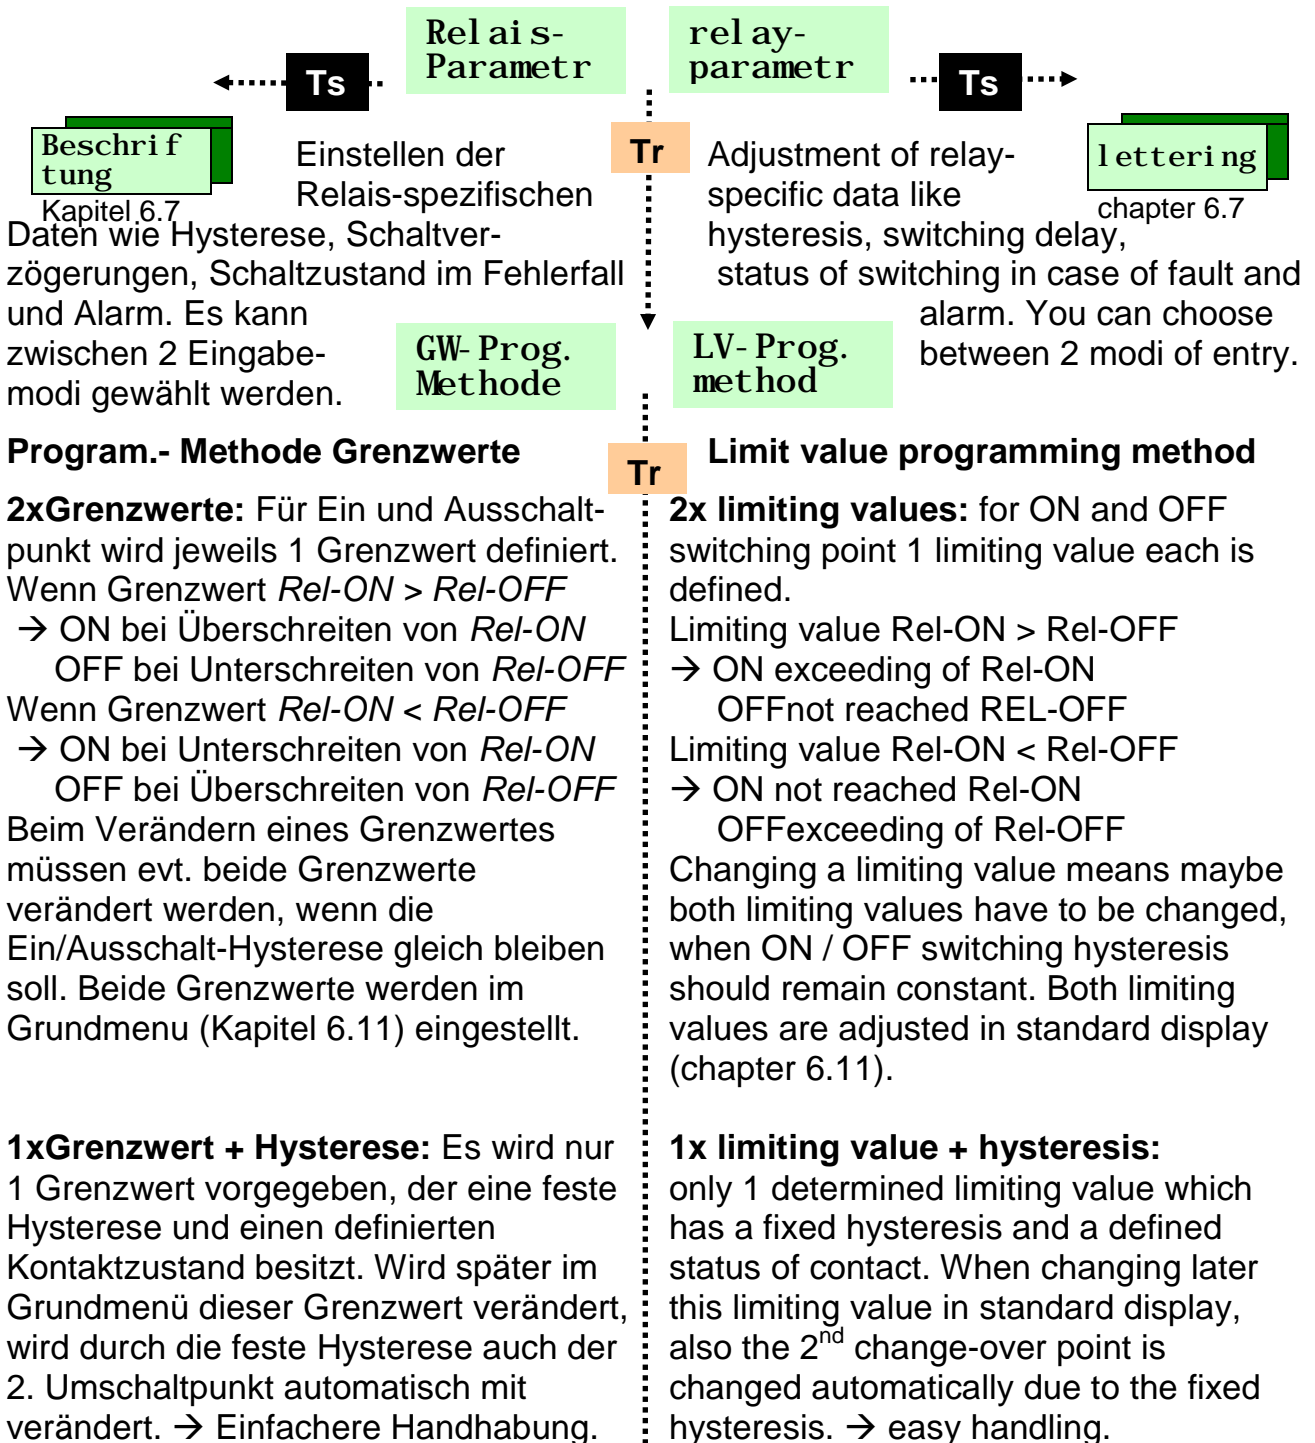 Relais-
Parametr
Ts
Beschrif
tung
Kapitel 6.7
Einstellen der
Relais-spezifischen
Daten wie Hysterese, Schaltver-
zögerungen, Schaltzustand im Fehlerfall
und Alarm. Es kann
zwischen 2 Eingabe-
modi gewählt werden.
GW-Prog.
Methode
Program.- Methode Grenzwerte
2xGrenzwerte: Für Ein und Ausschalt-
punkt wird jeweils 1 Grenzwert definiert.
Wenn Grenzwert Rel-ON > Rel-OFF
→ ON bei Überschreiten von Rel-ON
OFF bei Unterschreiten von Rel-OFF
Wenn Grenzwert Rel-ON < Rel-OFF
→ ON bei Unterschreiten von Rel-ON
OFF bei Überschreiten von Rel-OFF
Beim Verändern eines Grenzwertes
müssen evt. beide Grenzwerte
verändert werden, wenn die
Ein/Ausschalt-Hysterese gleich bleiben
soll. Beide Grenzwerte werden im
Grundmenu (Kapitel 6.11) eingestellt.
1xGrenzwert + Hysterese: Es wird nur
1 Grenzwert vorgegeben, der eine feste
Hysterese und einen definierten
Kontaktzustand besitzt. Wird später im
Grundmenü dieser Grenzwert verändert,
wird durch die feste Hysterese auch der
2. Umschaltpunkt automatisch mit
verändert. → Einfachere Handhabung.
Tr
Tr
relay-
parametr
Ts
lettering
chapter 6.7
Adjustment of relay-
specific data like
hysteresis, switching delay,
status of switching in case of fault and
alarm. You can choose
between 2 modi of entry.
LV-Prog.
method
Limit value programming method
2x limiting values: for ON and OFF
switching point 1 limiting value each is
defined.
Limiting value Rel-ON > Rel-OFF
→ ON exceeding of Rel-ON
OFFnot reached REL-OFF
Limiting value Rel-ON < Rel-OFF
→ ON not reached Rel-ON
OFFexceeding of Rel-OFF
Changing a limiting value means maybe
both limiting values have to be changed,
when ON / OFF switching hysteresis
should remain constant. Both limiting
values are adjusted in standard display
(chapter 6.11).
1x limiting value + hysteresis:
only 1 determined limiting value which
has a fixed hysteresis and a defined
status of contact. When changing later
this limiting value in standard display,
also the 2nd change-over point is
changed automatically due to the fixed
hysteresis. → easy handling.